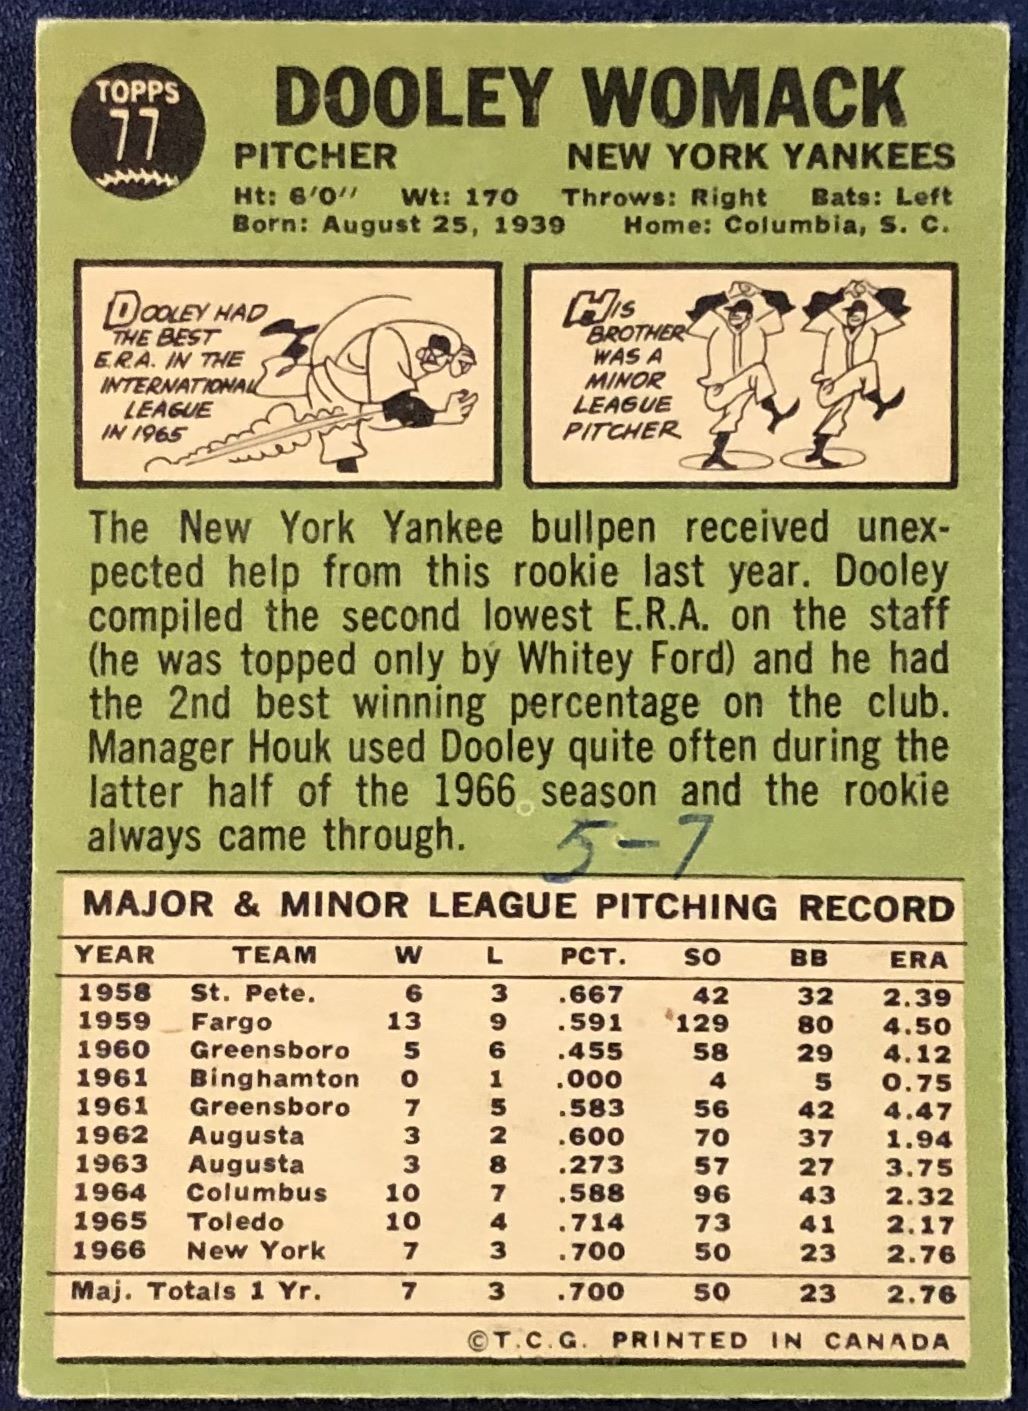 TOPPS
77
DOOLEY WOMACK
PITCHER NEW YORK YANKEES
Ht: 6'0" Wt: 170 Throws: Right Bats: Left
Born: August 25, 1939 Home: Columbia, S. C.
DOOLEY HAD
THE BEST
E.R.A. IN THE
INTERNATIONAL
LEAGUE
IN 1965
HIS
BROTHER
WAS A
MINOR
LEAGUE
PITCHER
The New York Yankee bullpen received unex-
pected help from this rookie last year. Dooley
compiled the second lowest E.R.A. on the staff
(he was topped only by Whitey Ford) and he had
the 2nd best winning percentage on the club.
Manager Houk used Dooley quite often during the
latter half of the 1966 season and the rookie
always came through.
5-7
MAJOR & MINOR LEAGUE PITCHING RECORD
YEAR TEAM W L PCT. SO BB ERA
1958 St. Pete. 6 3 .667 42 32 2.39
1959 Fargo 13 9 .591 129 80 4.50
1960 Greensboro 5 6 .455 58 29 4.12
1961 Binghamton 0 1 .000 4 5 0.75
1961 Greensboro 7 5 .583 56 42 4.47
1962 Augusta 3 2 .600 70 37 1.94
1963 Augusta 3 8 .273 57 27 3.75
1964 Columbus 10 7 .588 96 43 2.32
1965 Toledo 10 4 .714 73 41 2.17
1966 New York 7 3 .700 50 23 2.76
Maj. Totals 1 Yr. 7 3 .700 50 23 2.76
©T.C.G. PRINTED IN CANADA